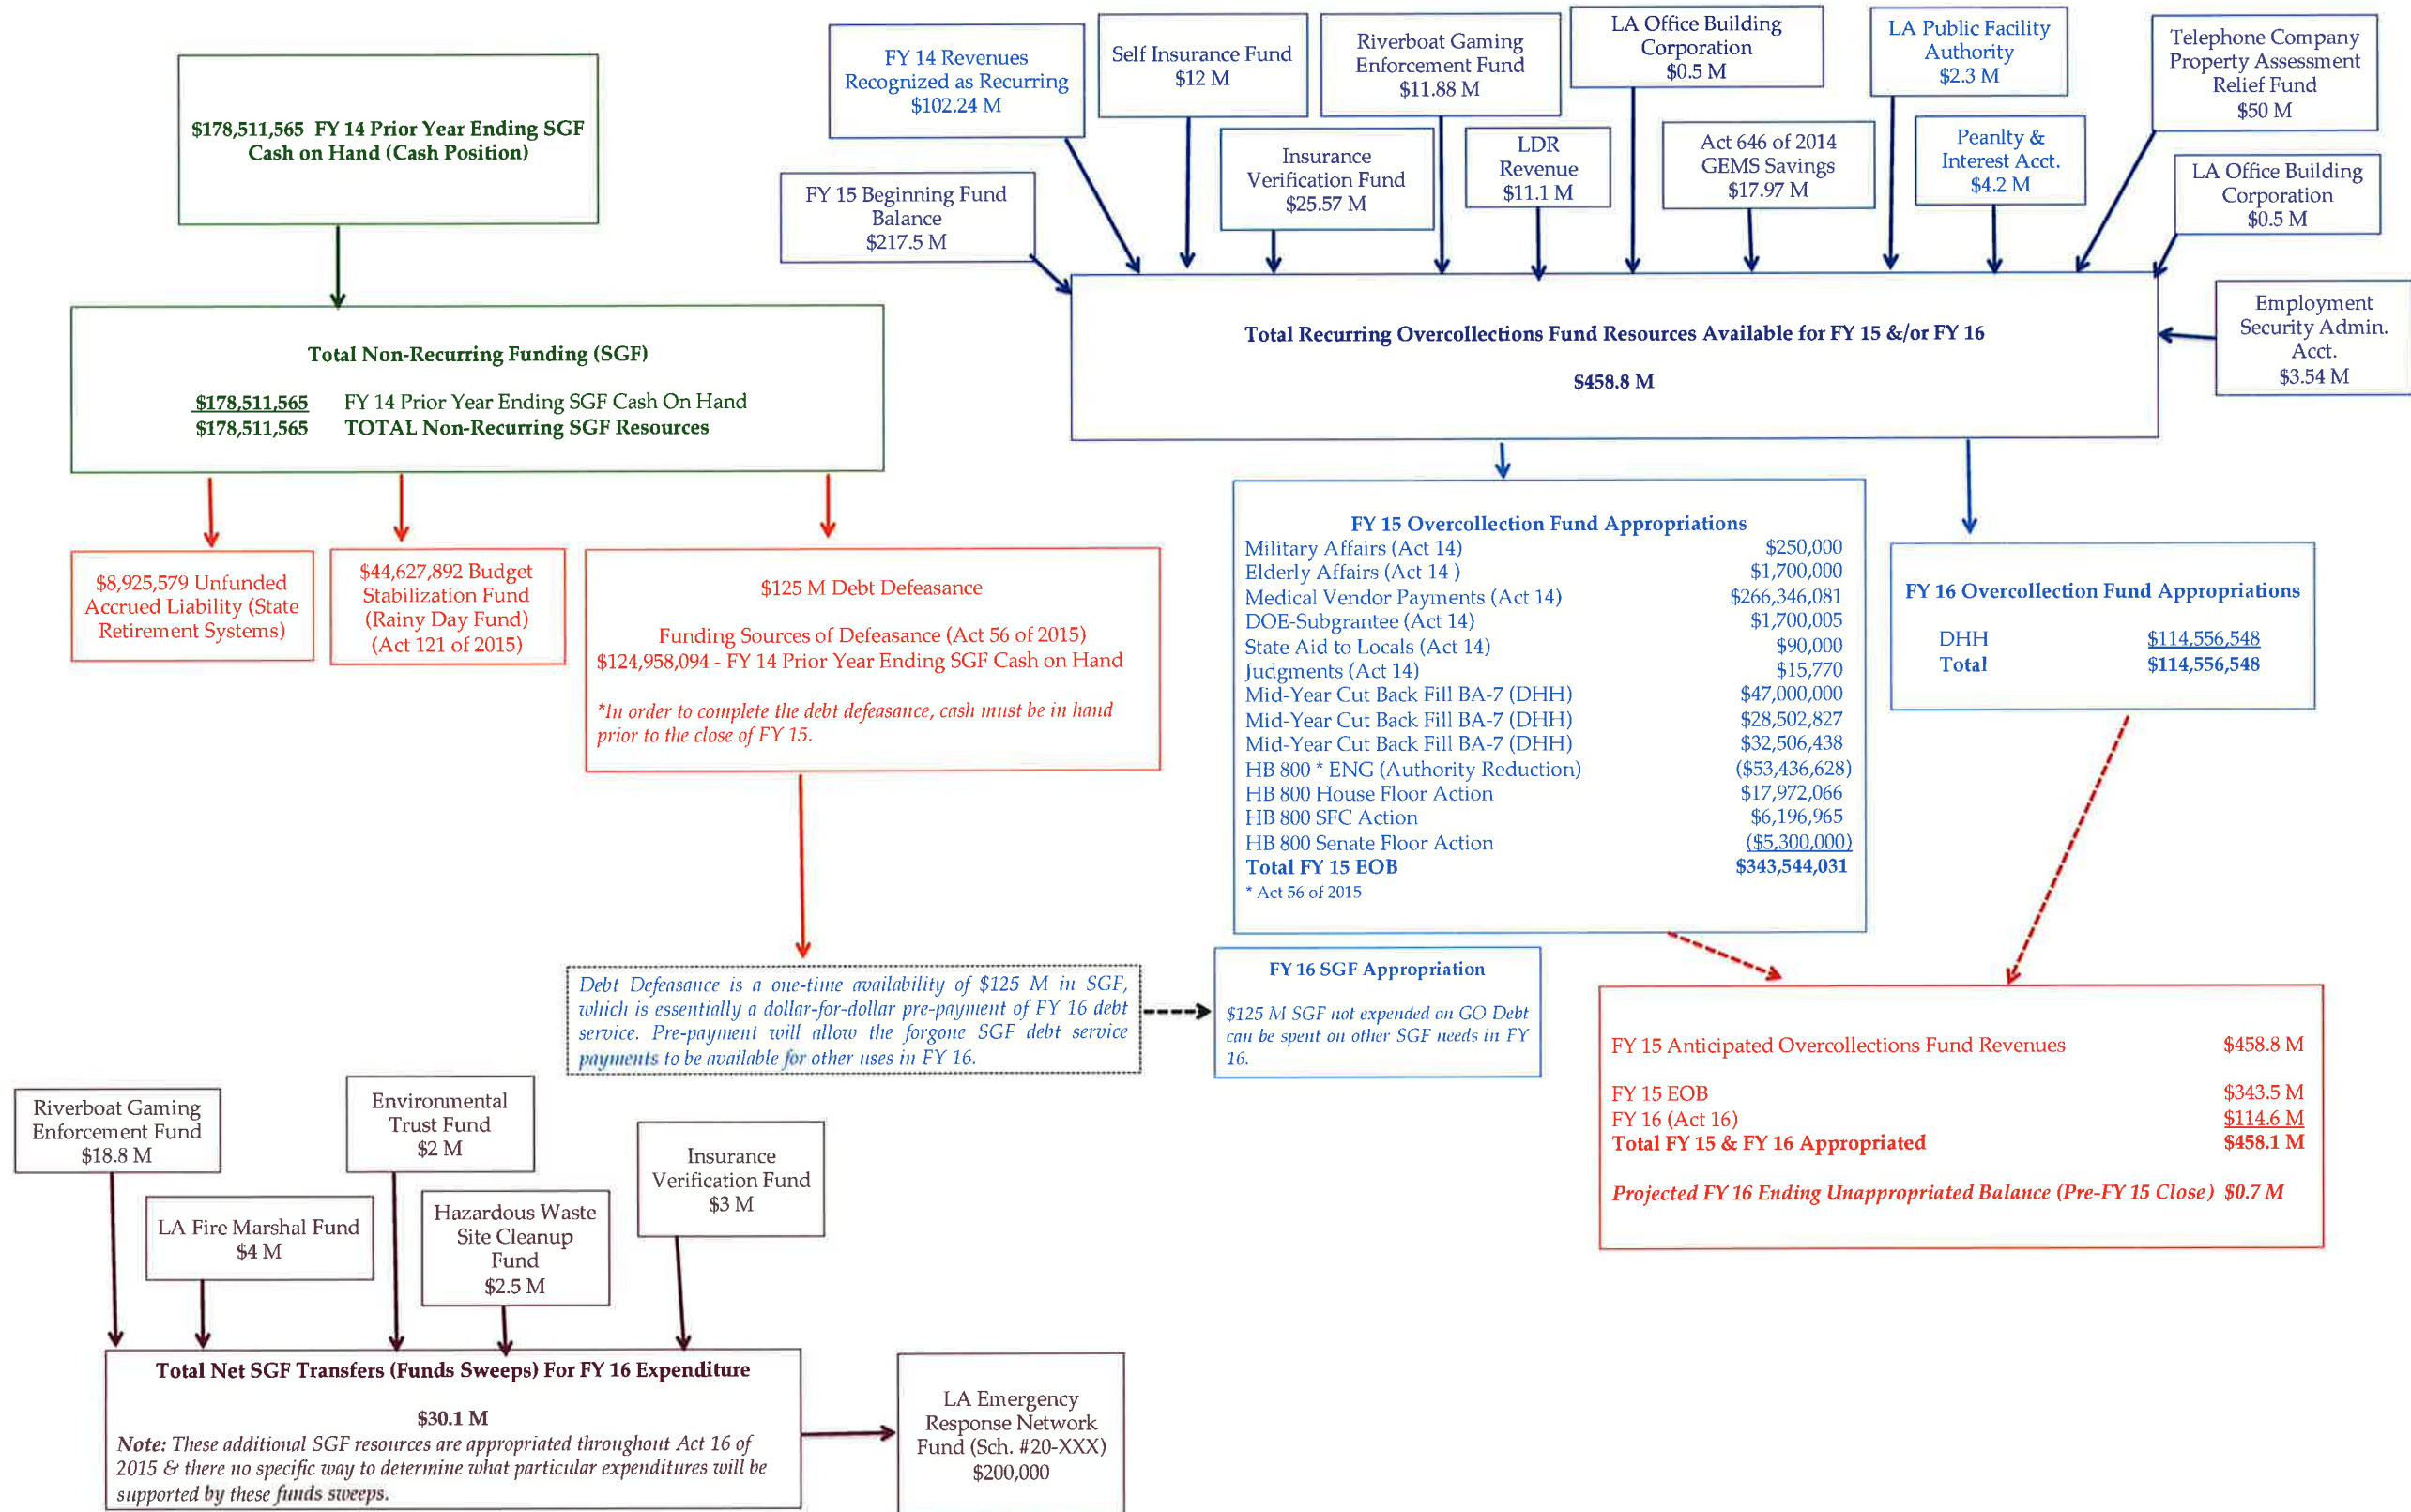 $178,511,565 FY 14 Prior Year Ending SGF
Cash on Hand (Cash Position)
FY 14 Revenues
Recognized as Recurring
$102.24 M
Self Insurance Fund
$12 M
Riverboat Gaming
Enforcement Fund
$11.88 M
LA Office Building
Corporation
$0.5 M
LA Public Facility
Authority
$2.3 M
Telephone Company
Property Assessment
Relief Fund
$50 M
FY 15 Beginning Fund
Balance
$217.5 M
Insurance
Verification Fund
$25.57 M
LDR
Revenue
$11.1 M
Act 646 of 2014
GEMS Savings
$17.97 M
Peanlty &
Interest Acct.
$4.2 M
LA Office Building
Corporation
$0.5 M
Employment
Security Admin.
Acct.
$3.54 M
Total Non-Recurring Funding (SGF)
$178,511,565 FY 14 Prior Year Ending SGF Cash On Hand
$178,511,565 TOTAL Non-Recurring SGF Resources
Total Recurring Overcollections Fund Resources Available for FY 15 &/or FY 16
$458.8 M
$8,925,579 Unfunded
Accrued Liability (State
Retirement Systems)
$44,627,892 Budget
Stabilization Fund
(Rainy Day Fund)
(Act 121 of 2015)
$125 M Debt Defeasance
Funding Sources of Defeasance (Act 56 of 2015)
$124,958,094 - FY 14 Prior Year Ending SGF Cash on Hand
*In order to complete the debt defeasance, cash must be in hand
prior to the close of FY 15.
FY 15 Overcollection Fund Appropriations
Military Affairs (Act 14) $250,000
Elderly Affairs (Act 14 ) $1,700,000
Medical Vendor Payments (Act 14) $266,346,081
DOE-Subgrantee (Act 14) $1,700,005
State Aid to Locals (Act 14) $90,000
Judgments (Act 14) $15,770
Mid-Year Cut Back Fill BA-7 (DHH) $47,000,000
Mid-Year Cut Back Fill BA-7 (DHH) $28,502,827
Mid-Year Cut Back Fill BA-7 (DHH) $32,506,438
HB 800 * ENG (Authority Reduction) ($53,436,628)
HB 800 House Floor Action $17,972,066
HB 800 SFC Action $6,196,965
HB 800 Senate Floor Action ($5,300,000)
Total FY 15 EOB $343,544,031
* Act 56 of 2015
FY 16 Overcollection Fund Appropriations
DHH $114,556,548
Total $114,556,548
Debt Defeasance is a one-time availability of $125 M in SGF,
which is essentially a dollar-for-dollar pre-payment of FY 16 debt
service. Pre-payment will allow the forgone SGF debt service
payments to be available for other uses in FY 16.
FY 16 SGF Appropriation
$125 M SGF not expended on GO Debt
can be spent on other SGF needs in FY
16.
FY 15 Anticipated Overcollections Fund Revenues $458.8 M
FY 15 EOB $343.5 M
FY 16 (Act 16) $114.6 M
Total FY 15 & FY 16 Appropriated $458.1 M
Projected FY 16 Ending Unappropriated Balance (Pre-FY 15 Close) $0.7 M
Riverboat Gaming
Enforcement Fund
$18.8 M
Environmental
Trust Fund
$2 M
Insurance
Verification Fund
$3 M
LA Fire Marshal Fund
$4 M
Hazardous Waste
Site Cleanup
Fund
$2.5 M
Total Net SGF Transfers (Funds Sweeps) For FY 16 Expenditure
$30.1 M
Note: These additional SGF resources are appropriated throughout Act 16 of
2015 & there no specific way to determine what particular expenditures will be
supported by these funds sweeps.
LA Emergency
Response Network
Fund (Sch. #20-XXX)
$200,000